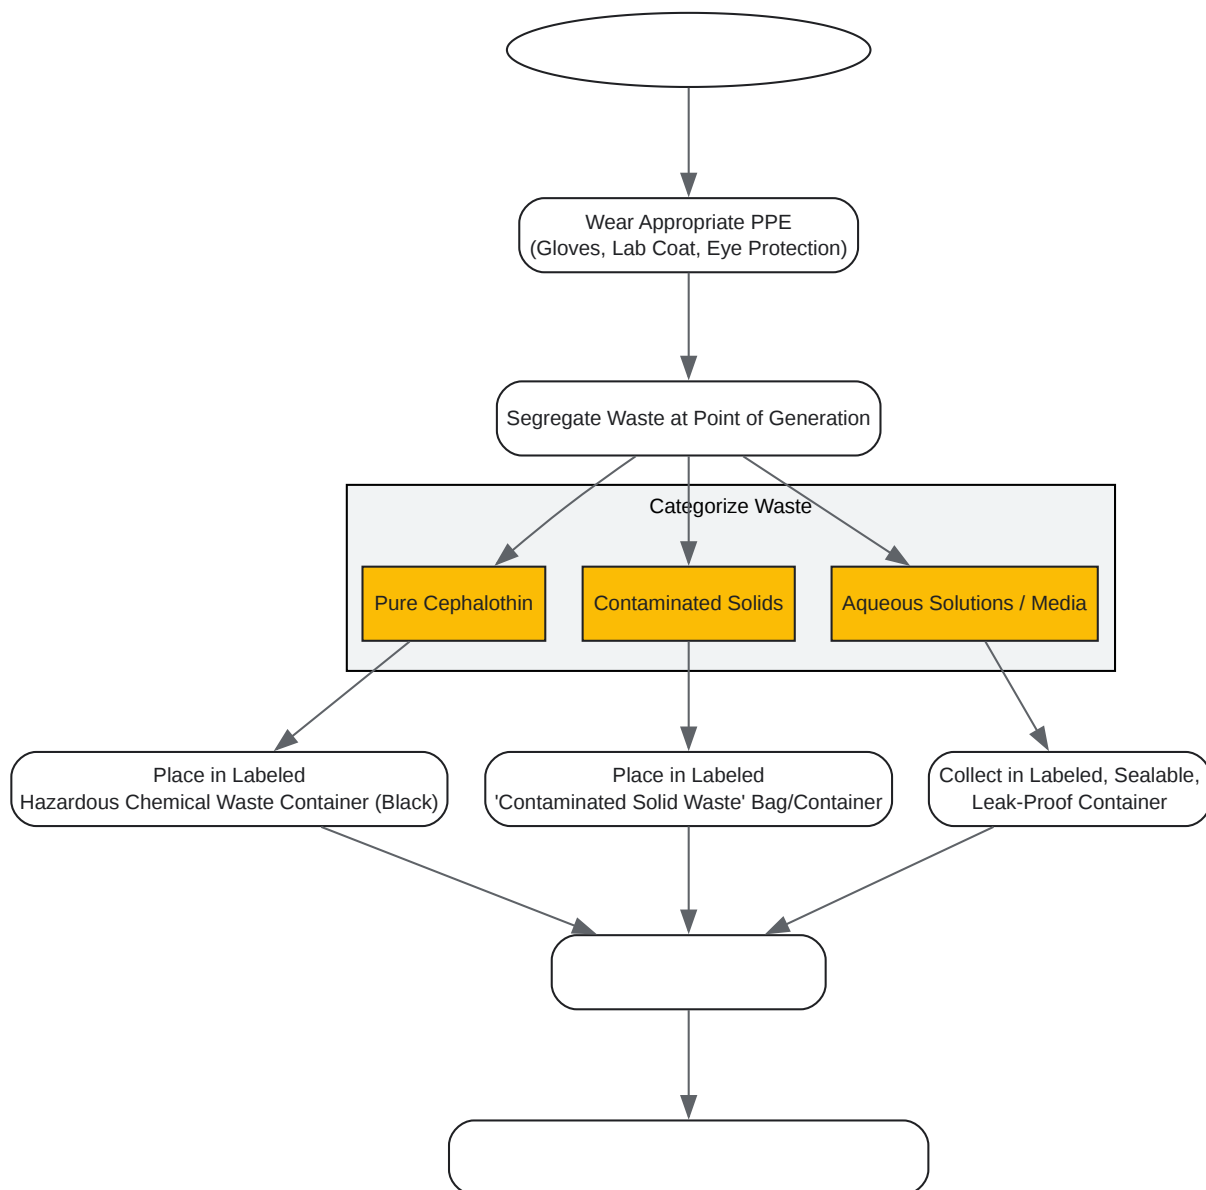 Wear Appropriate PPE
(Gloves, Lab Coat, Eye Protection)
Segregate Waste at Point of Generation
Categorize Waste
Pure Cephalothin
Contaminated Solids
Aqueous Solutions / Media
Place in Labeled
Hazardous Chemical Waste Container (Black)
Place in Labeled
'Contaminated Solid Waste' Bag/Container
Collect in Labeled, Sealable,
Leak-Proof Container